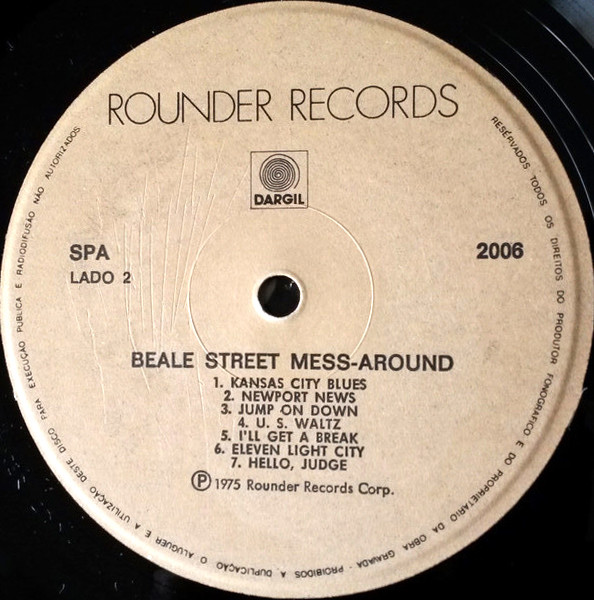 ROUNDER RECORDS
DARGIL
SPA
LADO 2
2006
BEALE STREET MESS-AROUND
1. KANSAS CITY BLUES
2. NEWPORT NEWS
3. JUMP ON DOWN
4. U. S. WALTZ
5. I'LL GET A BREAK
6. ELEVEN LIGHT CITY
7. HELLO, JUDGE
Ⓟ 1975 Rounder Records Corp.
RESERVADOS TODOS OS DIREITOS DO PRODUTOR FONOGRAFICO E DO PROPRIETARIO DA OBRA GRAVADA - PROIBIDOS A DUPLICAÇÃO O ALUGUER E A UTILIZAÇÃO DESTE DISCO PARA EXECUÇÃO PUBLICA E RADIODIFUSÃO NÃO AUTORIZADOS